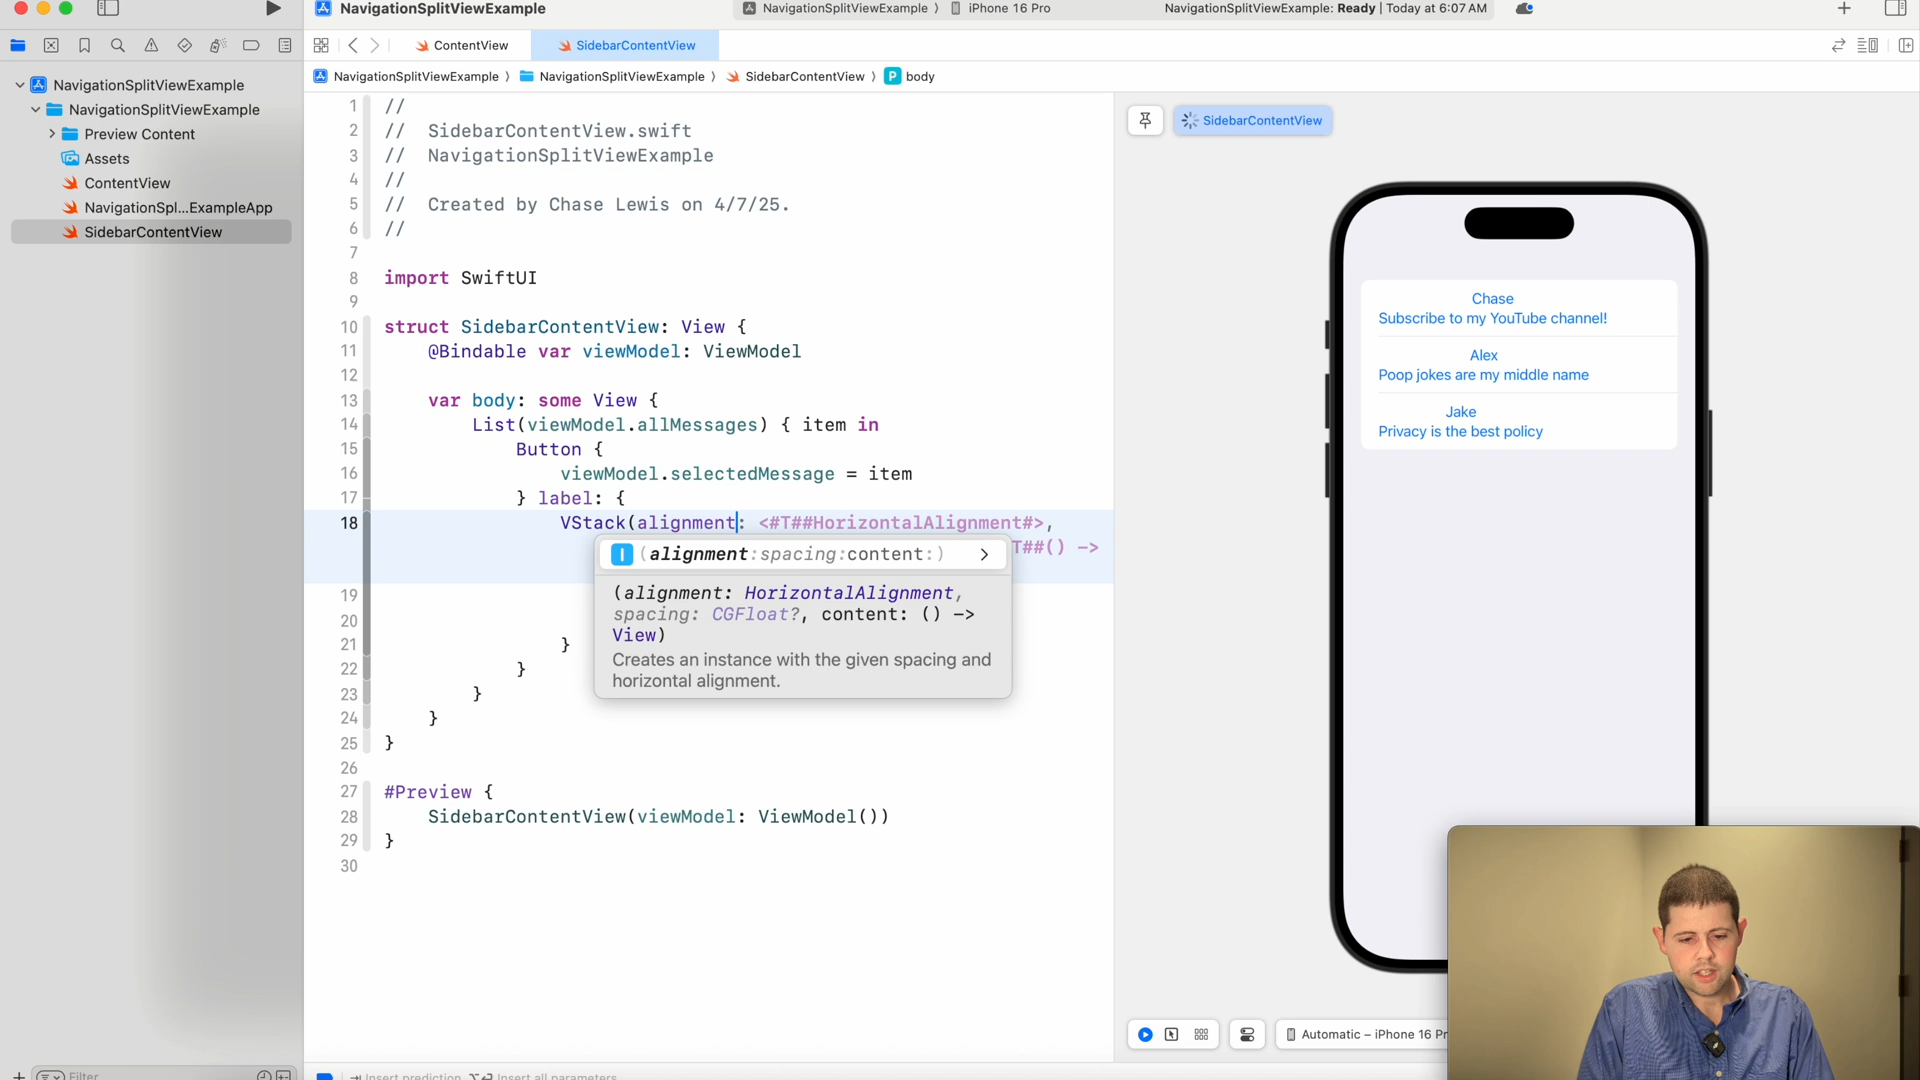 NavigationSplitViewExample
NavigationSplitViewExample ⟩ iPhone 16 Pro
NavigationSplitViewExample: Ready | Today at 6:07 AM
ContentView
SidebarContentView
NavigationSplitViewExample ⟩ NavigationSplitViewExample ⟩ SidebarContentView ⟩ P body
NavigationSplitViewExample
NavigationSplitViewExample
Preview Content
Assets
ContentView
NavigationSpl...ExampleApp
SidebarContentView
1 //
2 // SidebarContentView.swift
3 // NavigationSplitViewExample
4 //
5 // Created by Chase Lewis on 4/7/25.
6 //
7
8 import SwiftUI
9
10 struct SidebarContentView: View {
11 @Bindable var viewModel: ViewModel
12
13 var body: some View {
14 List(viewModel.allMessages) { item in
15 Button {
16 viewModel.selectedMessage = item
17 } label: {
18 VStack(alignment: <#T##HorizontalAlignment#>,
T##() ->
(alignment:spacing:content:)
(alignment: HorizontalAlignment,
spacing: CGFloat?, content: () ->
View)
Creates an instance with the given spacing and
horizontal alignment.
19
20
21 }
22 }
23 }
24 }
25 }
26
27 #Preview {
28 SidebarContentView(viewModel: ViewModel())
29 }
30
SidebarContentView
Chase
Subscribe to my YouTube channel!
Alex
Poop jokes are my middle name
Jake
Privacy is the best policy
Automatic – iPhone 16 Pr
Filter
Insert prediction
Insert all parameters